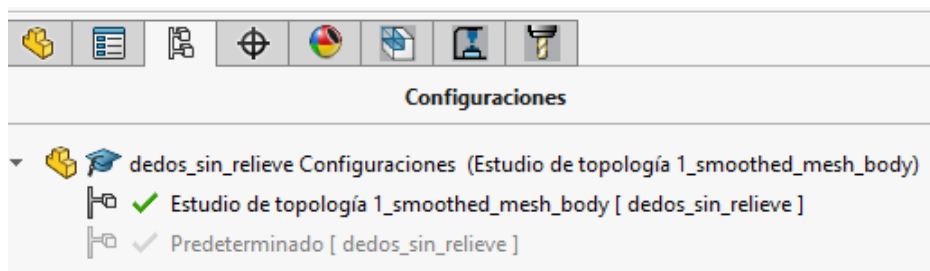 Configuraciones
dedos_sin_relieve Configuraciones (Estudio de topología 1_smoothed_mesh_body)
Estudio de topología 1_smoothed_mesh_body [ dedos_sin_relieve ]
Predeterminado [ dedos_sin_relieve ]